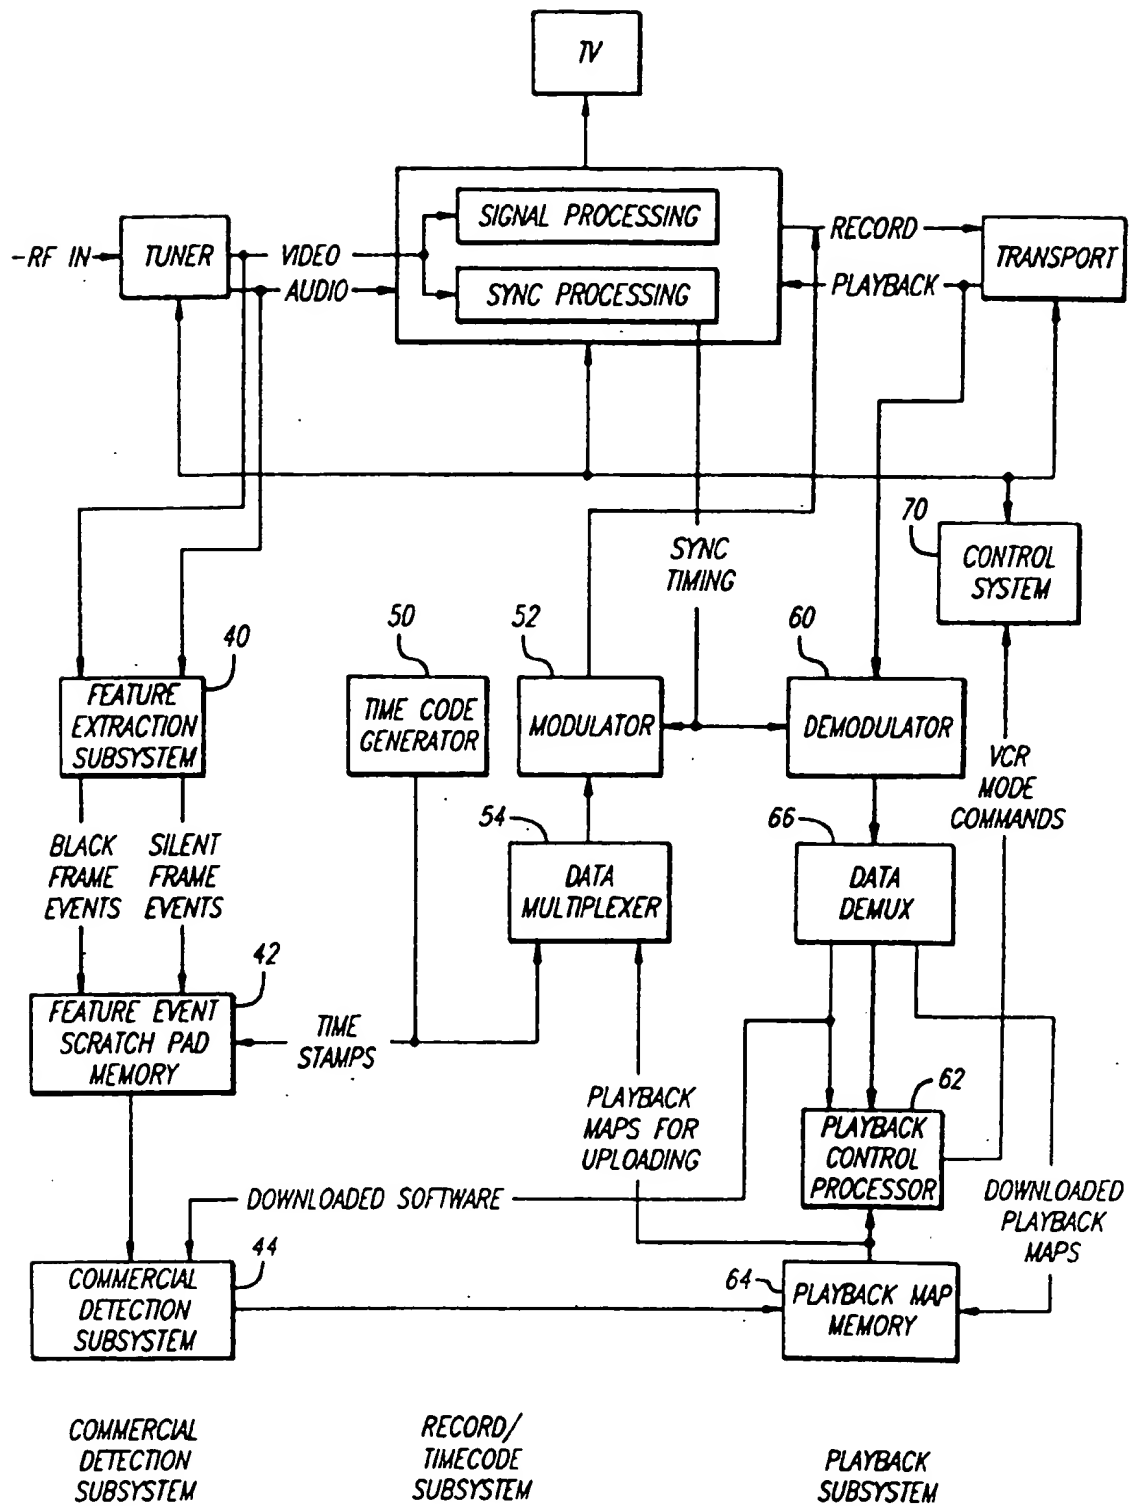 TV
SIGNAL PROCESSING
RF IN
TUNER
VIDEO
RECORD
TRANSPORT
AUDIO
SYNC PROCESSING
PLAYBACK
70
CONTROL
SYSTEM
SYNC
TIMING
40
50
52
60
FEATURE
EXTRACTION
SUBSYSTEM
TIME CODE
GENERATOR
MODULATOR
DEMODULATOR
VCR
MODE
COMMANDS
BLACK
FRAME
EVENTS
SILENT
FRAME
EVENTS
54
66
DATA
MULTIPLEXER
DATA
DEMUX
42
FEATURE EVENT
SCRATCH PAD
MEMORY
TIME
STAMPS
PLAYBACK
MAPS FOR
UPLOADING
62
PLAYBACK
CONTROL
PROCESSOR
DOWNLOADED SOFTWARE
DOWNLOADED
PLAYBACK
MAPS
44
COMMERCIAL
DETECTION
SUBSYSTEM
64
PLAYBACK MAP
MEMORY
COMMERCIAL
DETECTION
SUBSYSTEM
RECORD/
TIMECODE
SUBSYSTEM
PLAYBACK
SUBSYSTEM